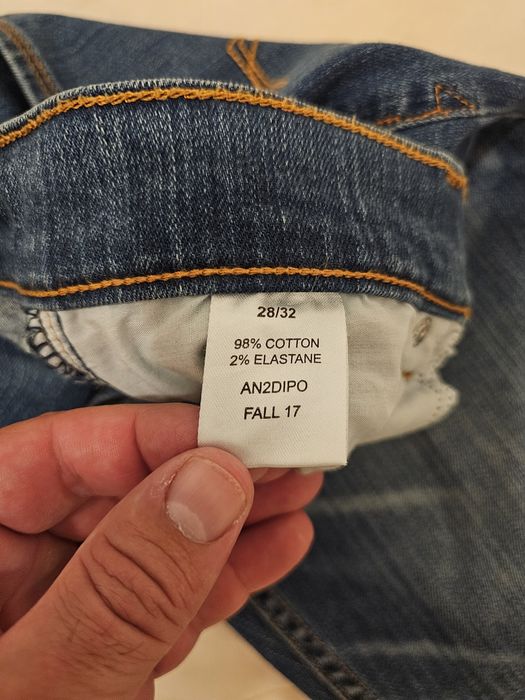 28/32
98% COTTON
2% ELASTANE
AN2DIPO
FALL 17